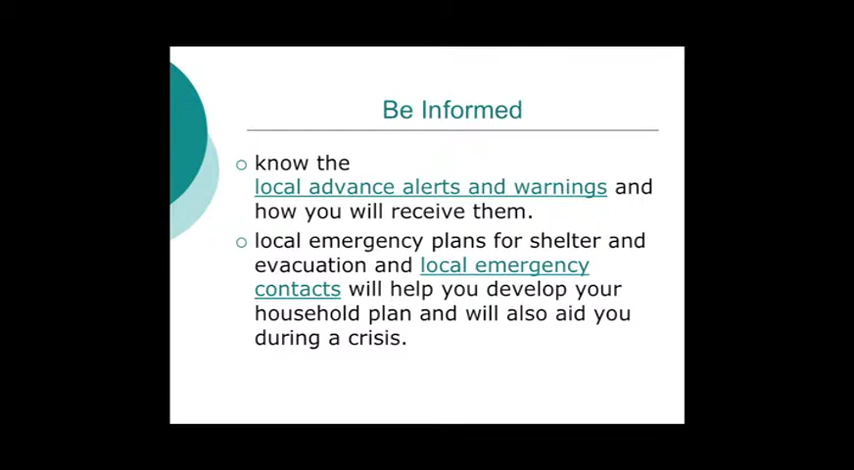 Be Informed
know the
local advance alerts and warnings and
how you will receive them.
local emergency plans for shelter and
evacuation and local emergency
contacts will help you develop your
household plan and will also aid you
during a crisis.